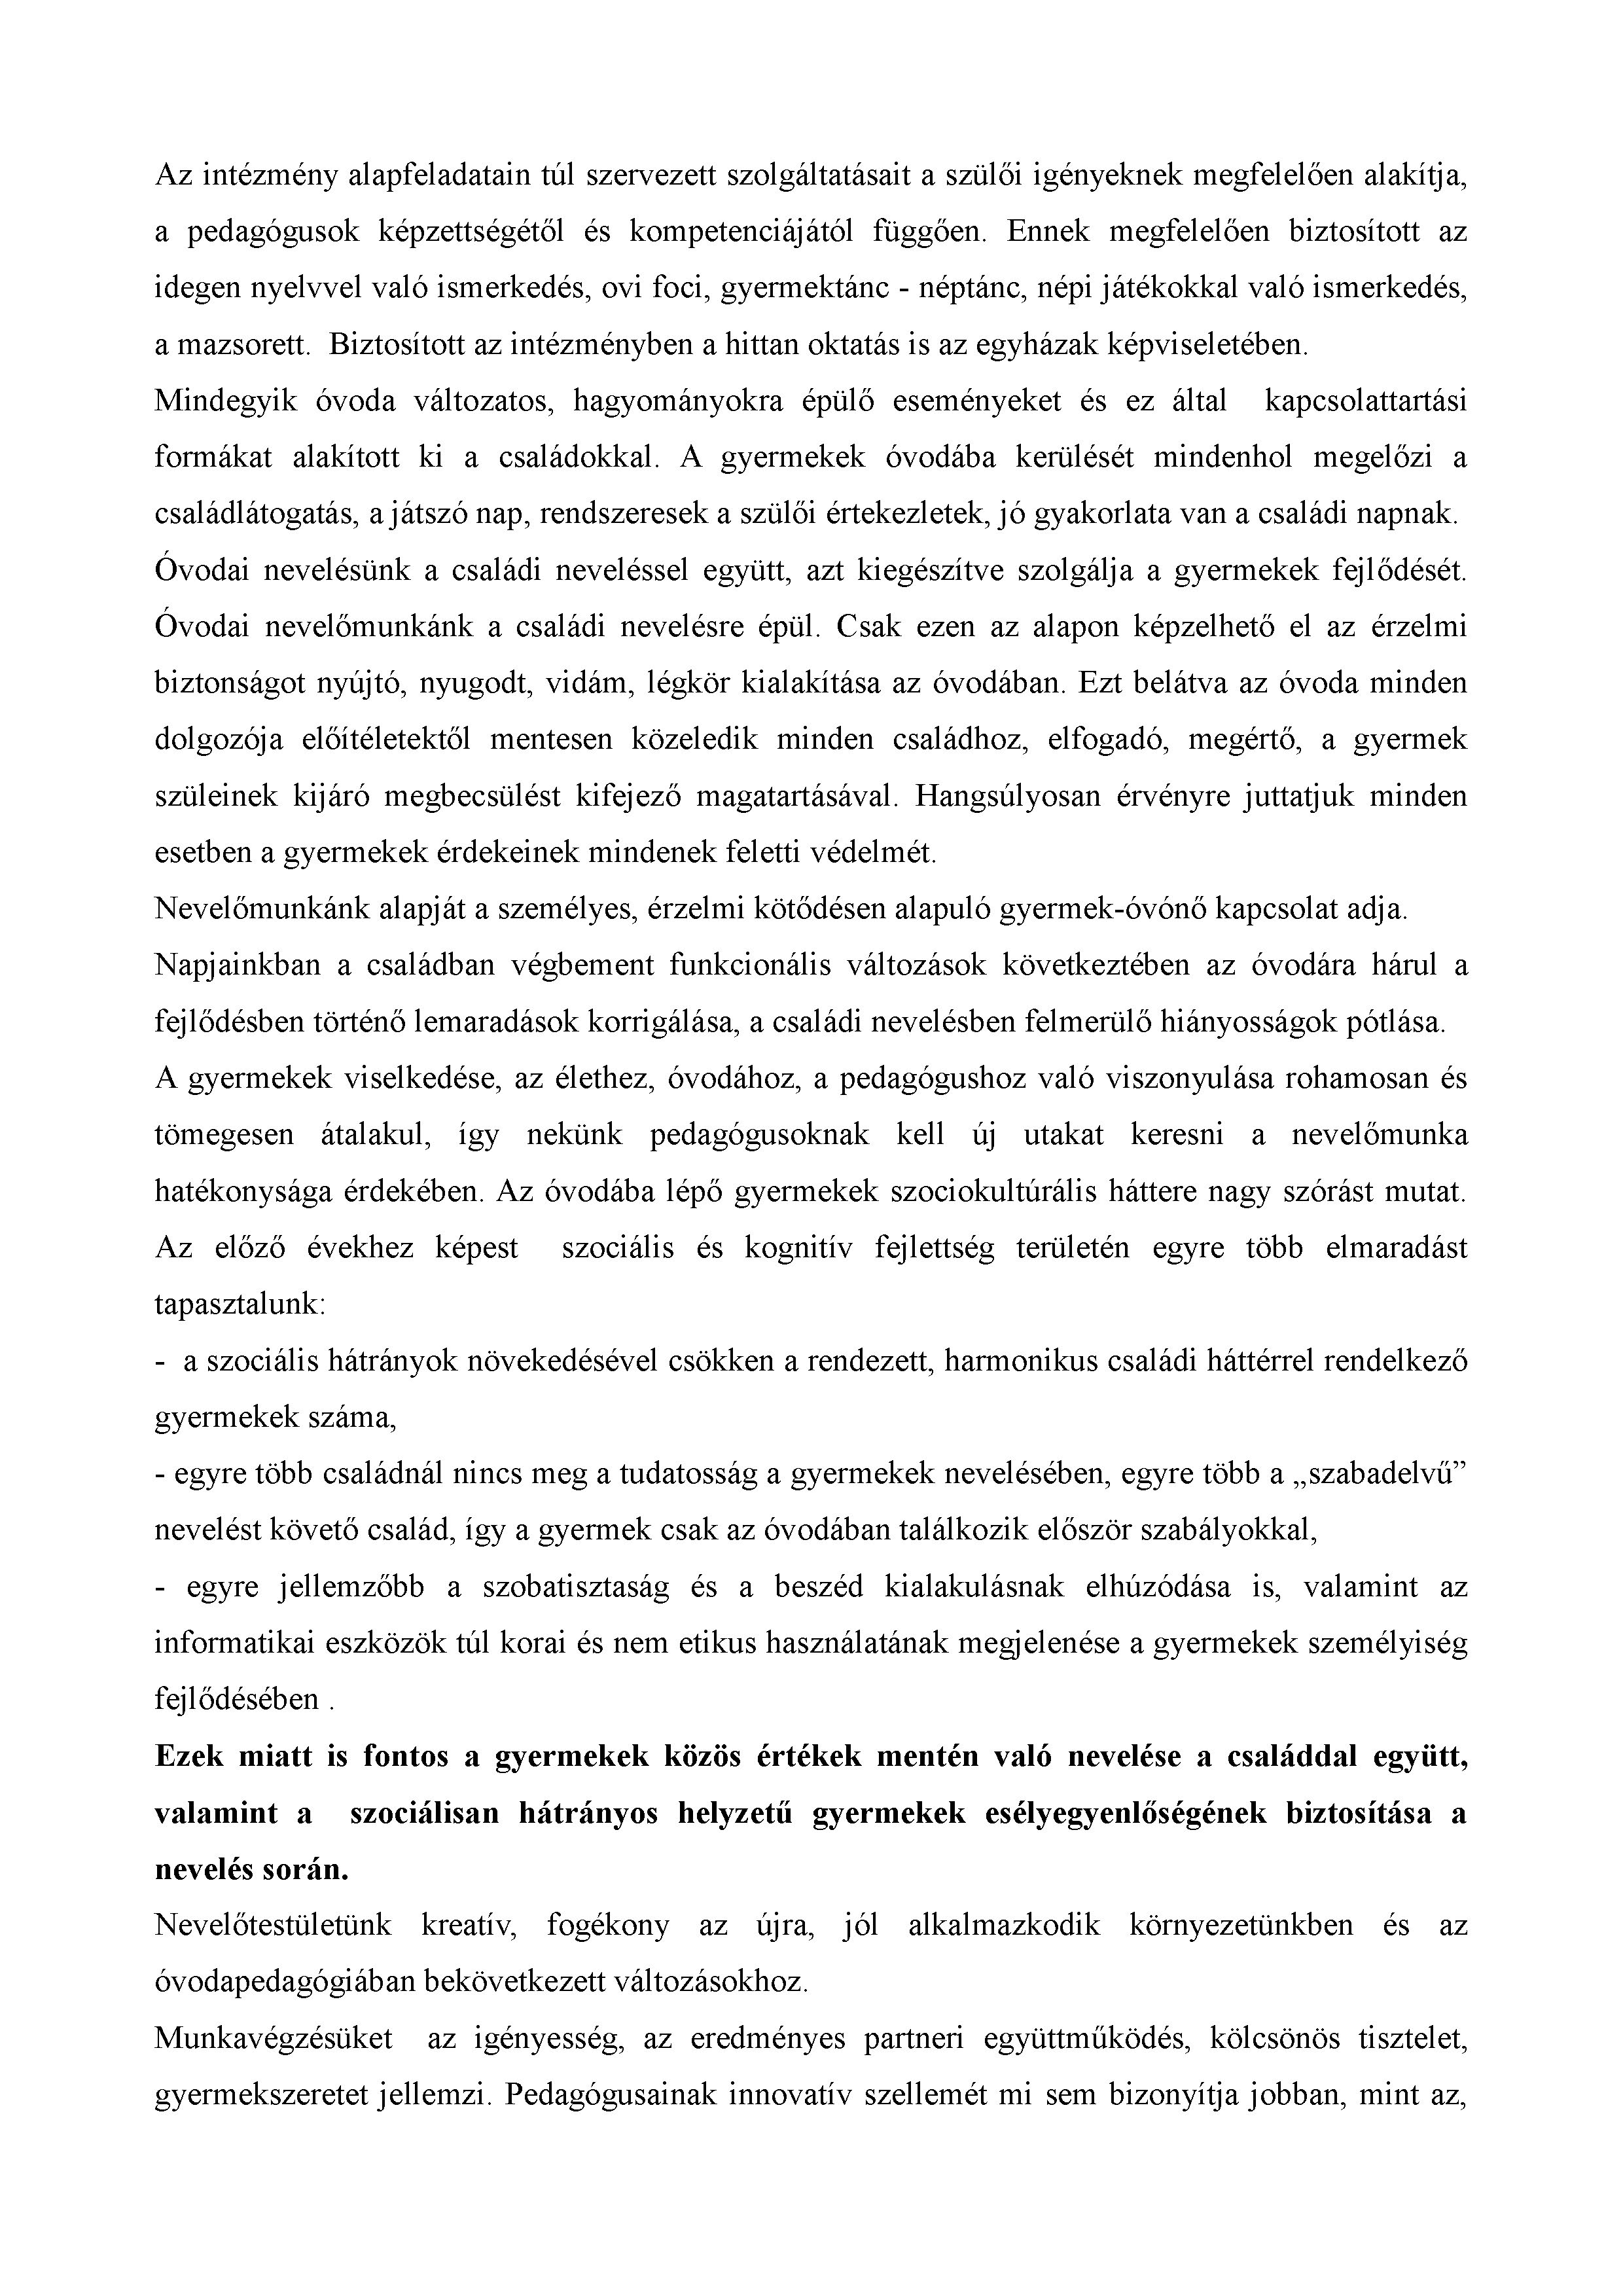 Az intézmény alapfeladatain túl szervezett szolgáltatásait a szülői igényeknek megfelelően alakítja,
a pedagógusok képzettségétől és kompetenciájától függően. Ennek megfelelően biztosított az
idegen nyelvvel való ismerkedés, ovi foci, gyermektánc - néptánc, népi játékokkal való ismerkedés,
a mazsorett.  Biztosított az intézményben a hittan oktatás is az egyházak képviseletében.
Mindegyik óvoda változatos, hagyományokra épülő eseményeket és ez által  kapcsolattartási
formákat alakított ki a családokkal. A gyermekek óvodába kerülését mindenhol megelőzi a
családlátogatás, a játszó nap, rendszeresek a szülői értekezletek, jó gyakorlata van a családi napnak.
Óvodai nevelésünk a családi neveléssel együtt, azt kiegészítve szolgálja a gyermekek fejlődését.
Óvodai nevelőmunkánk a családi nevelésre épül. Csak ezen az alapon képzelhető el az érzelmi
biztonságot nyújtó, nyugodt, vidám, légkör kialakítása az óvodában. Ezt belátva az óvoda minden
dolgozója előítéletektől mentesen közeledik minden családhoz, elfogadó, megértő, a gyermek
szüleinek kijáró megbecsülést kifejező magatartásával. Hangsúlyosan érvényre juttatjuk minden
esetben a gyermekek érdekeinek mindenek feletti védelmét.
Nevelőmunkánk alapját a személyes, érzelmi kötődésen alapuló gyermek-óvónő kapcsolat adja.
Napjainkban a családban végbement funkcionális változások következtében az óvodára hárul a
fejlődésben történő lemaradások korrigálása, a családi nevelésben felmerülő hiányosságok pótlása.
A gyermekek viselkedése, az élethez, óvodához, a pedagógushoz való viszonyulása rohamosan és
tömegesen átalakul, így nekünk pedagógusoknak kell új utakat keresni a nevelőmunka
hatékonysága érdekében. Az óvodába lépő gyermekek szociokultúrális háttere nagy szórást mutat.
Az előző évekhez képest  szociális és kognitív fejlettség területén egyre több elmaradást
tapasztalunk:
-  a szociális hátrányok növekedésével csökken a rendezett, harmonikus családi háttérrel rendelkező
gyermekek száma,
- egyre több családnál nincs meg a tudatosság a gyermekek nevelésében, egyre több a „szabadelvű”
nevelést követő család, így a gyermek csak az óvodában találkozik először szabályokkal,
- egyre jellemzőbb a szobatisztaság és a beszéd kialakulásnak elhúzódása is, valamint az
informatikai eszközök túl korai és nem etikus használatának megjelenése a gyermekek személyiség
fejlődésében .
Ezek miatt is fontos a gyermekek közös értékek mentén való nevelése a családdal együtt,
valamint a  szociálisan hátrányos helyzetű gyermekek esélyegyenlőségének biztosítása a
nevelés során.
Nevelőtestületünk kreatív, fogékony az újra, jól alkalmazkodik környezetünkben és az
óvodapedagógiában bekövetkezett változásokhoz.
Munkavégzésüket  az igényesség, az eredményes partneri együttműködés, kölcsönös tisztelet,
gyermekszeretet jellemzi. Pedagógusainak innovatív szellemét mi sem bizonyítja jobban, mint az,